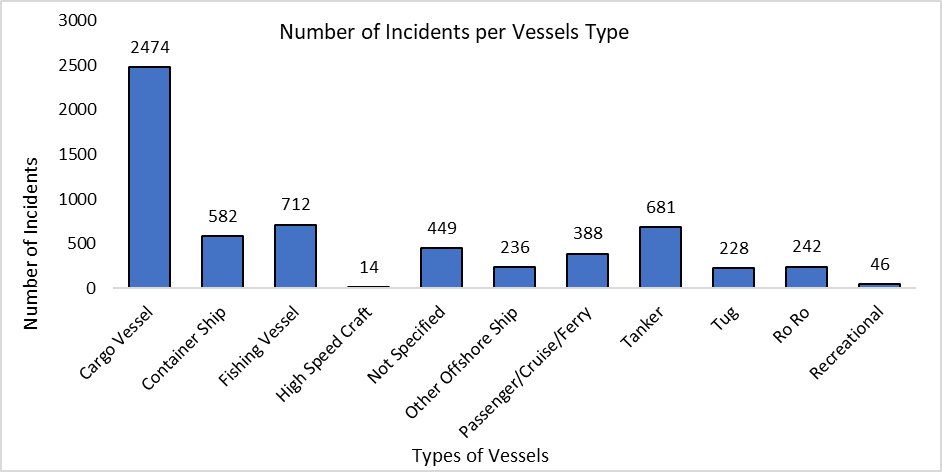 Number of Incidents per Vessels Type
Number of Incidents
3000
2500
2000
1500
1000
500
0
2474
582
712
14
449
236
388
681
228
242
46
Cargo Vessel
Container Ship
Fishing Vessel
High Speed Craft
Not Specified
Other Offshore Ship
Passenger/Cruise/Ferry
Tanker
Tug
Ro Ro
Recreational
Types of Vessels